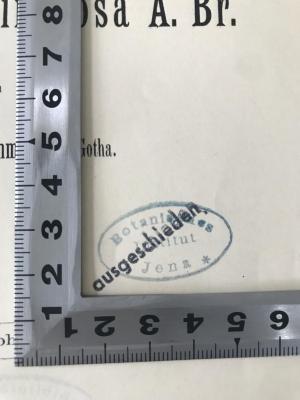 osa A. Br.
Gotha.
Botanisches
Institut
Jena *
ausgeschieden,
8
7
6
5
4
3
2
1
1 2 3 4 5 6